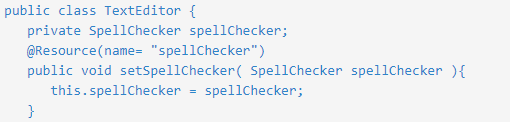 public class TextEditor {
private SpellChecker spellChecker;
@Resource(name= "spellChecker")
public void setSpellChecker( SpellChecker spellChecker ){
this.spellChecker = spellChecker;
}